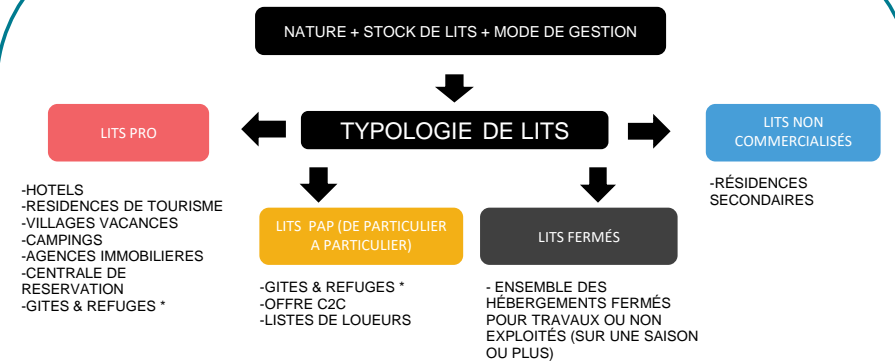 NATURE + STOCK DE LITS + MODE DE GESTION
TYPOLOGIE DE LITS
LITS PRO
-HOTELS
-RESIDENCES DE TOURISME
-VILLAGES VACANCES
-CAMPINGS
-AGENCES IMMOBILIERES
-CENTRALE DE
RESERVATION
-GITES & REFUGES *
LITS PAP (DE PARTICULIER
A PARTICULIER)
-GITES & REFUGES *
-OFFRE C2C
-LISTES DE LOUEURS
LITS FERMÉS
- ENSEMBLE DES
HÉBERGEMENTS FERMÉS
POUR TRAVAUX OU NON
EXPLOITÉS (SUR UNE SAISON
OU PLUS)
LITS NON
COMMERCIALISÉS
-RÉSIDENCES
SECONDAIRES